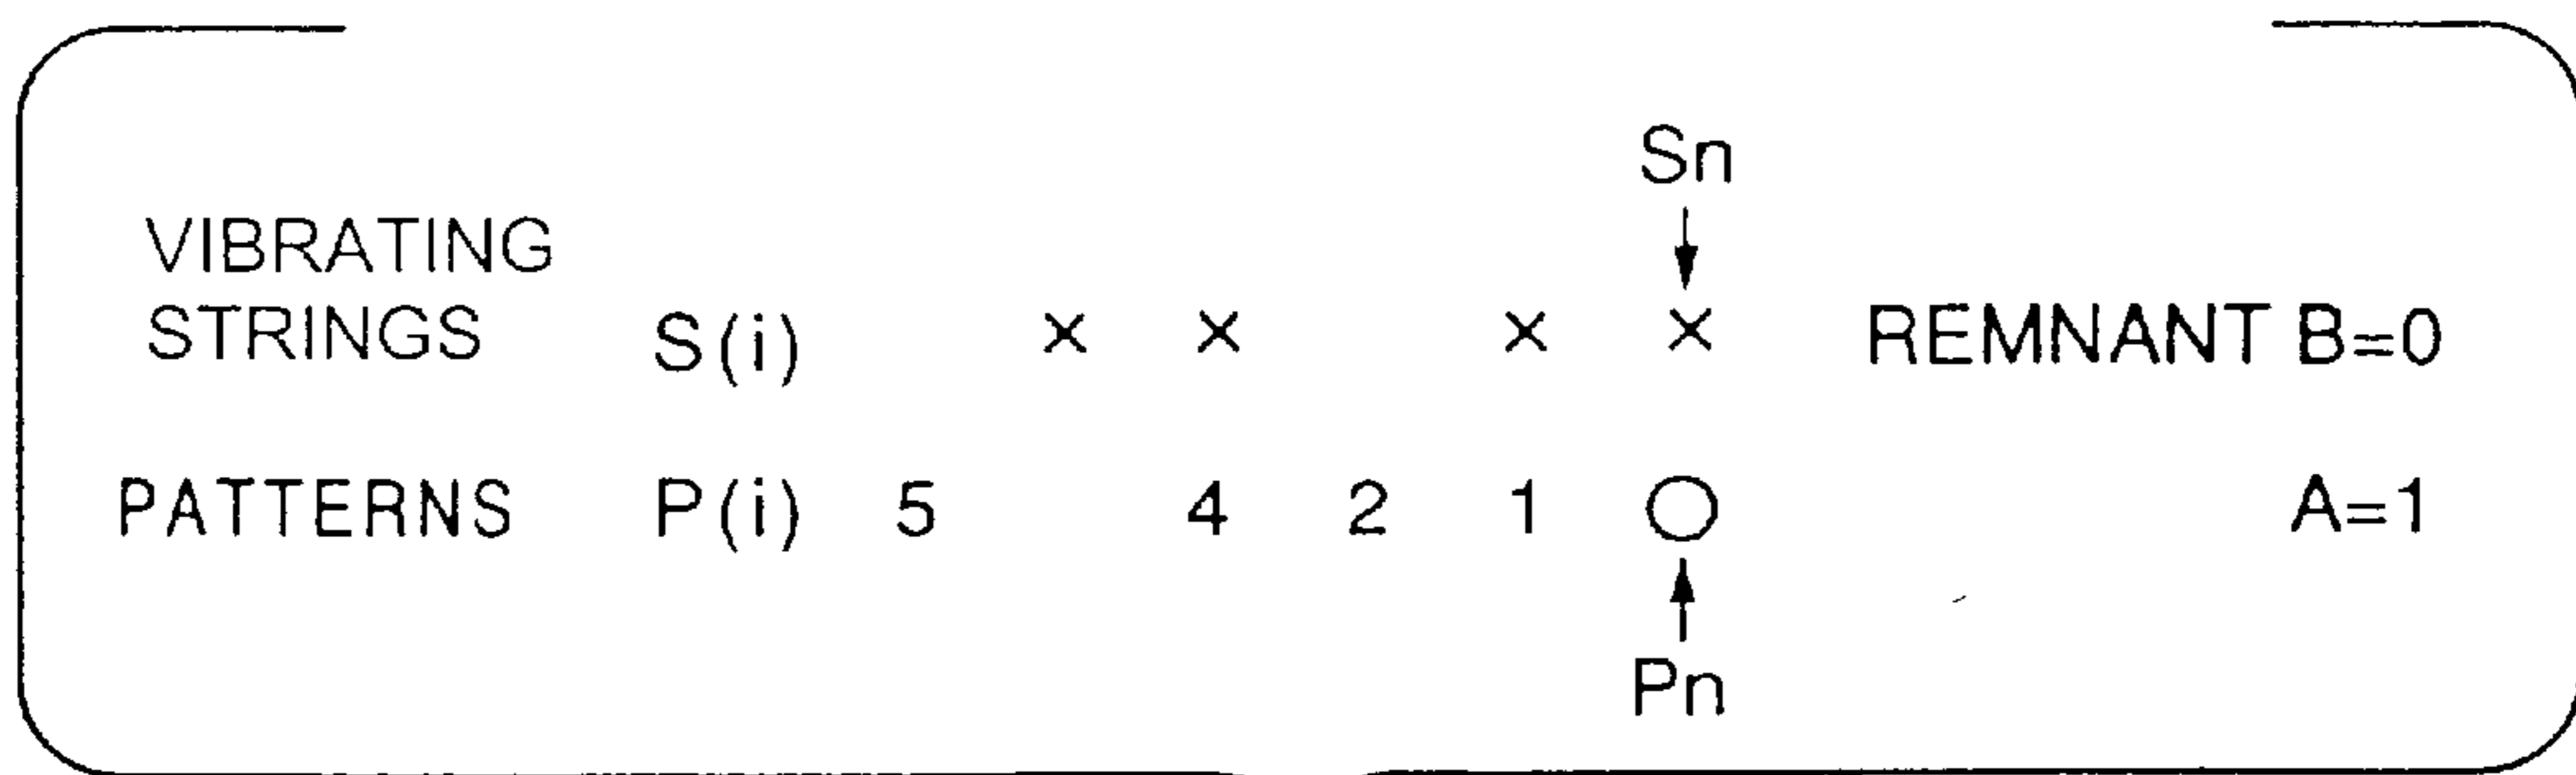 Sn
VIBRATING
STRINGS S(i) × × × × REMNANT B=0
PATTERNS P(i) 5 4 2 1 ○ A=1
Pn